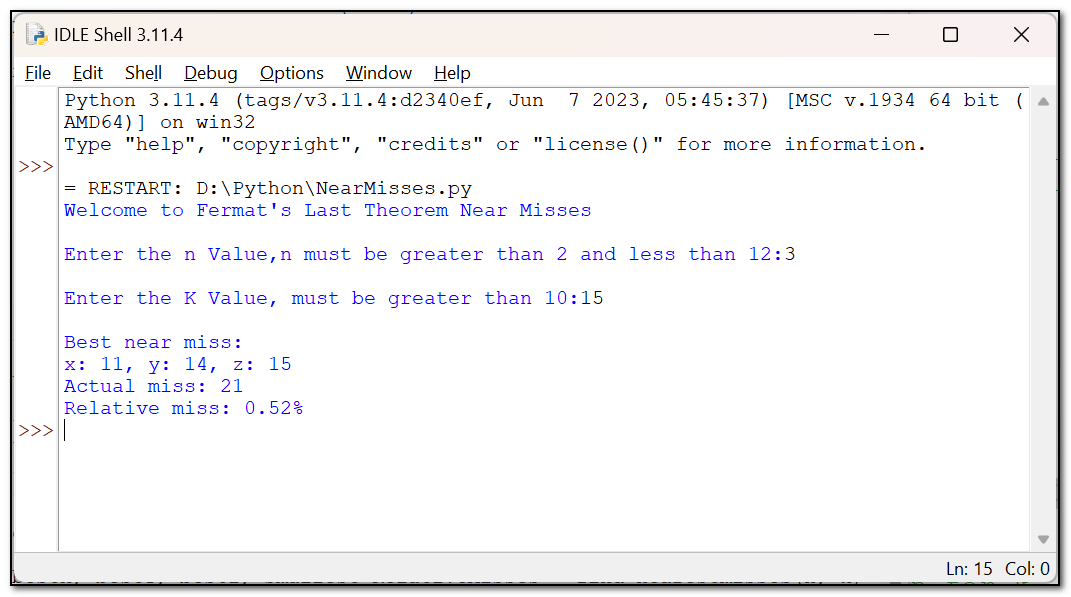 IDLE Shell 3.11.4
File Edit Shell Debug Options Window Help
Python 3.11.4 (tags/v3.11.4:d2340ef, Jun  7 2023, 05:45:37) [MSC v.1934 64 bit (
AMD64)] on win32
Type "help", "copyright", "credits" or "license()" for more information.
>>>
= RESTART: D:\Python\NearMisses.py
Welcome to Fermat's Last Theorem Near Misses
Enter the n Value,n must be greater than 2 and less than 12:3
Enter the K Value, must be greater than 10:15
Best near miss:
x: 11, y: 14, z: 15
Actual miss: 21
Relative miss: 0.52%
>>>
Ln: 15 Col: 0